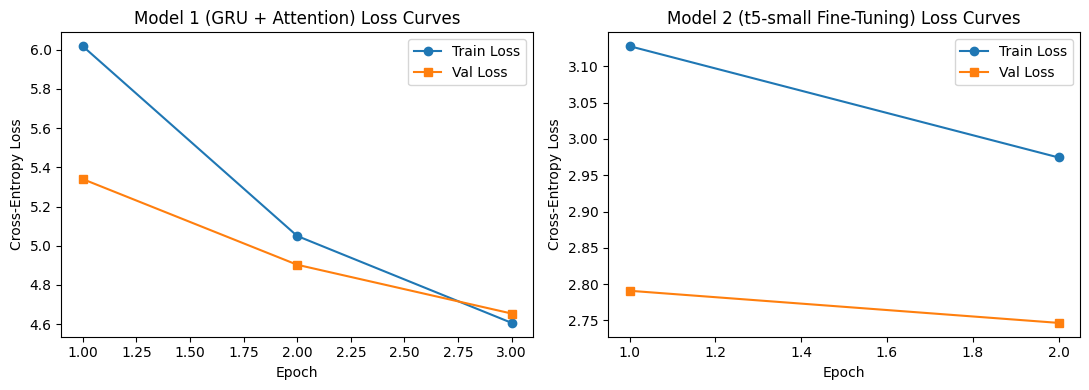 Model 1 (GRU + Attention) Loss Curves
Train Loss
Val Loss
Cross-Entropy Loss
6.0
5.8
5.6
5.4
5.2
5.0
4.8
4.6
1.00 1.25 1.50 1.75 2.00 2.25 2.50 2.75 3.00
Epoch
Model 2 (t5-small Fine-Tuning) Loss Curves
Train Loss
Val Loss
Cross-Entropy Loss
3.10
3.05
3.00
2.95
2.90
2.85
2.80
2.75
1.0 1.2 1.4 1.6 1.8 2.0
Epoch